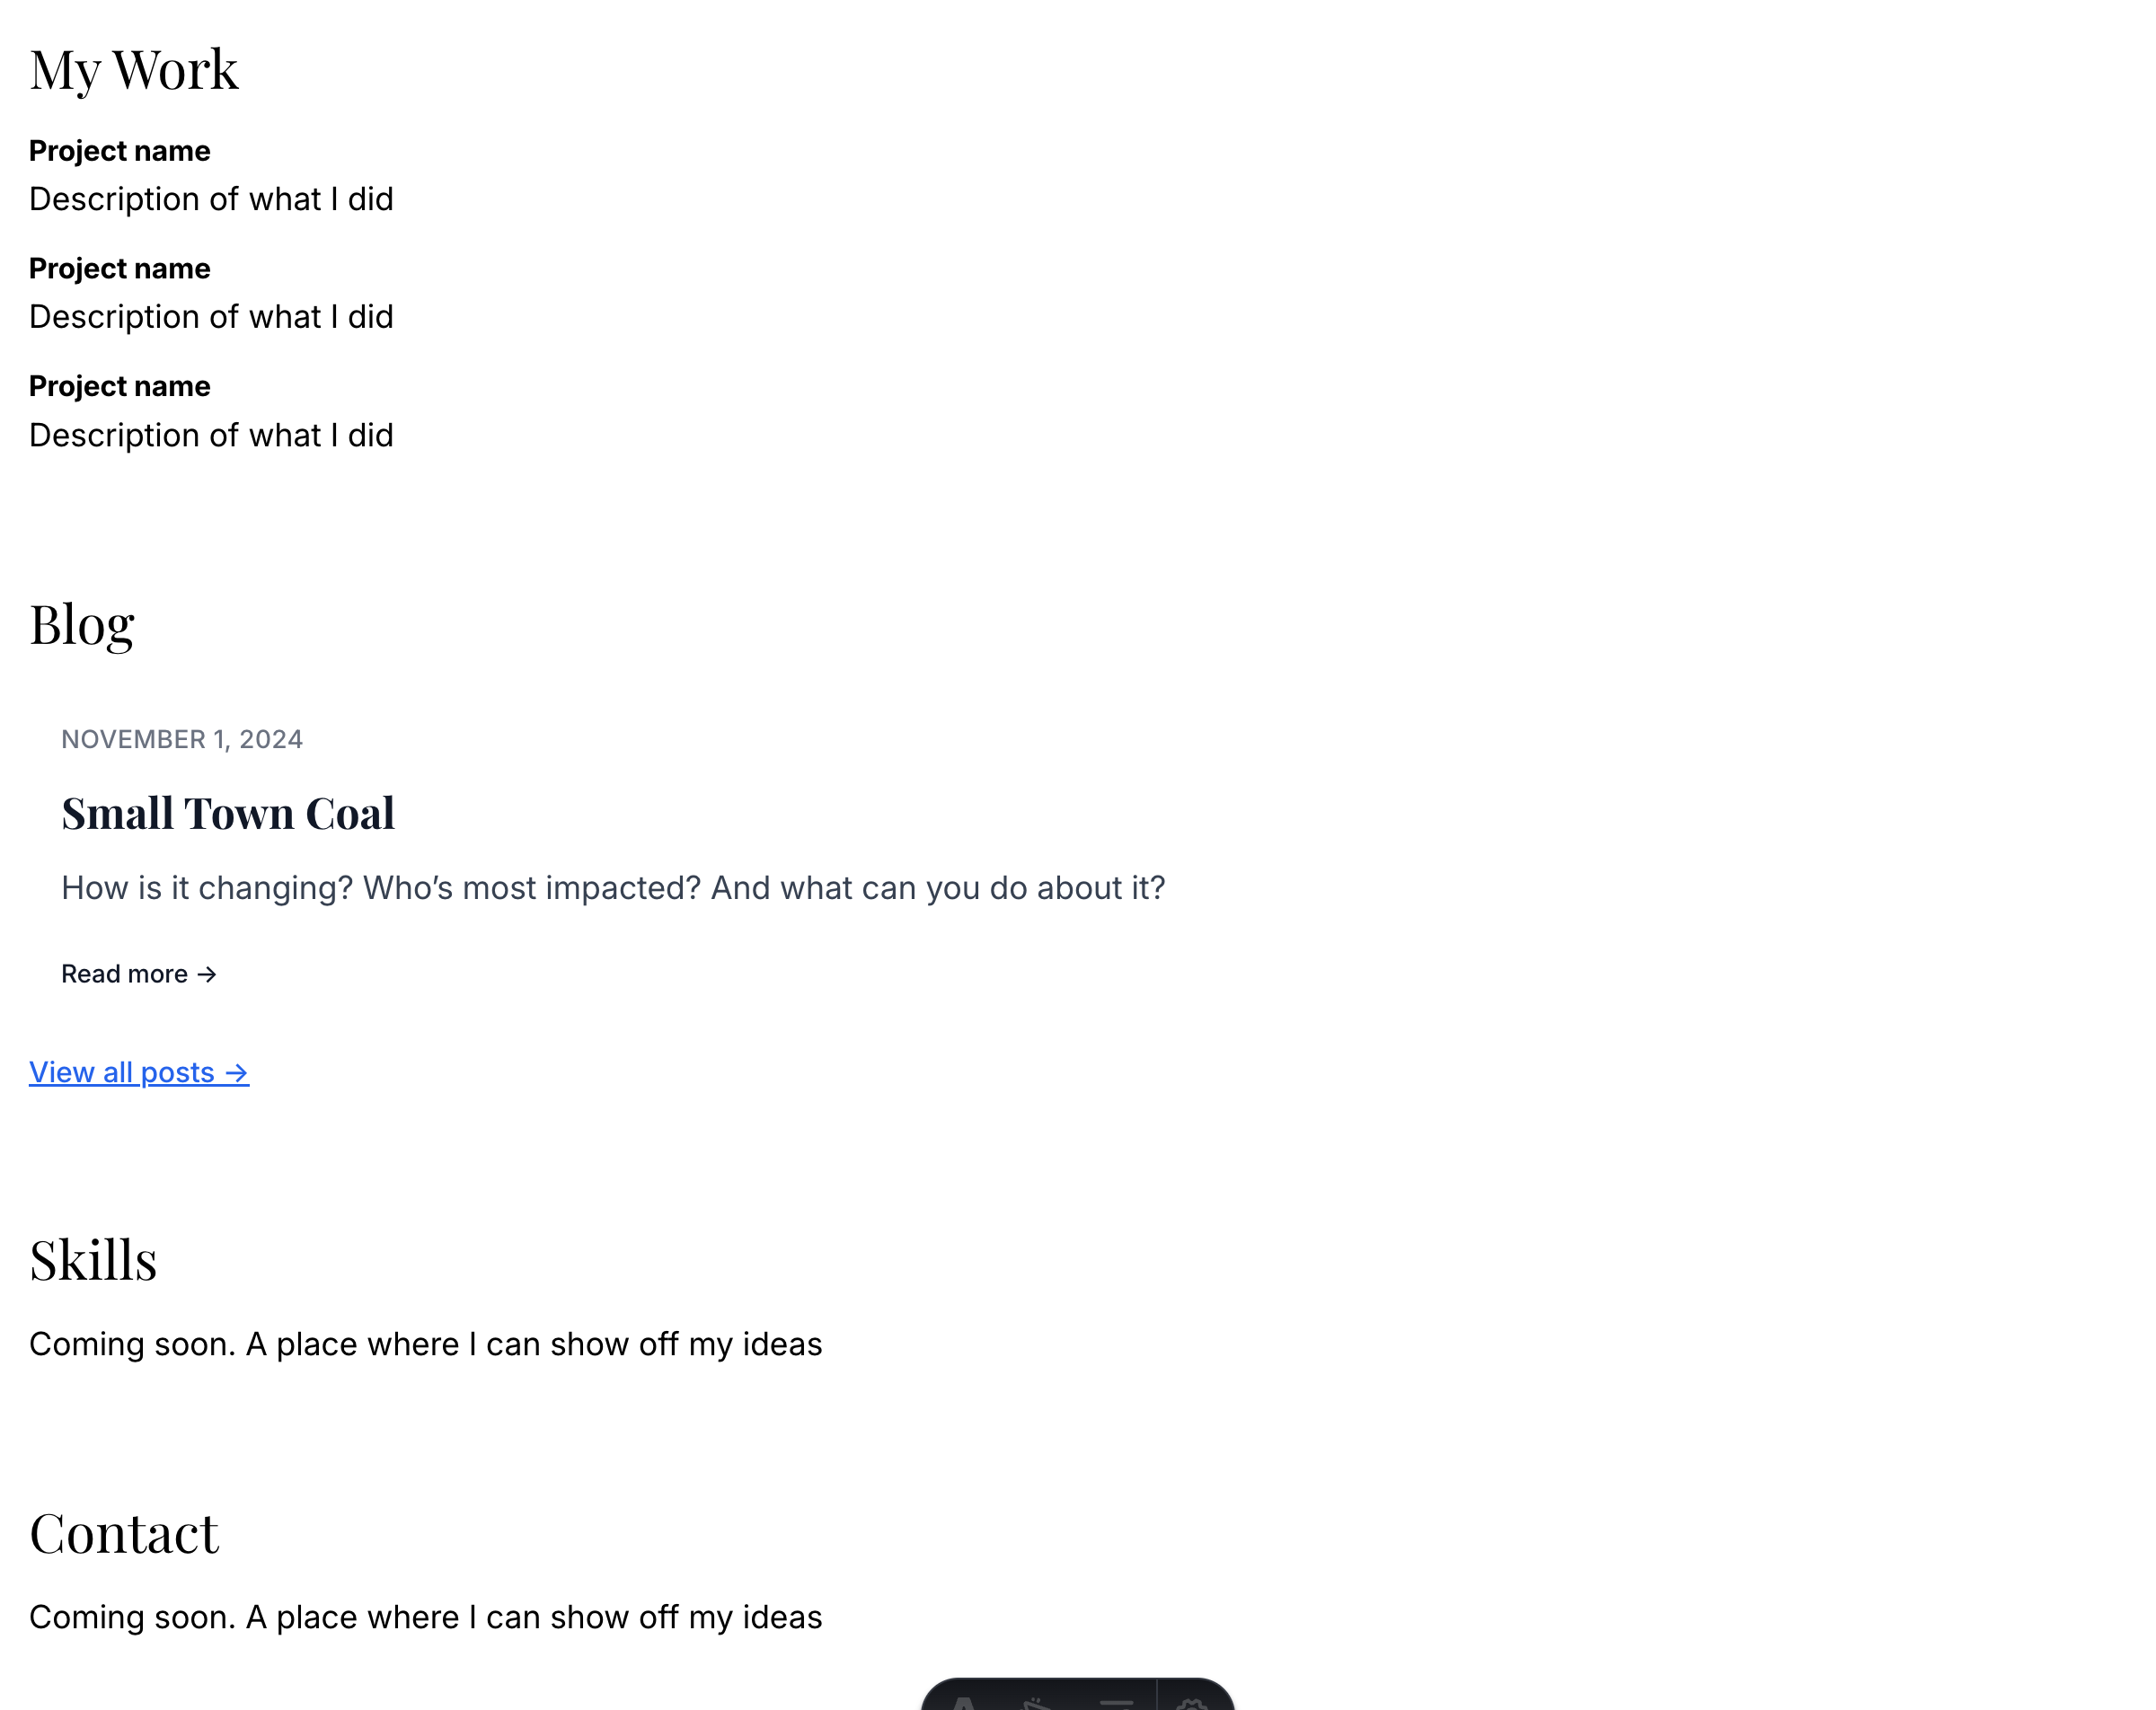 My Work
Project name
Description of what I did
Project name
Description of what I did
Project name
Description of what I did
Blog
NOVEMBER 1, 2024
Small Town Coal
How is it changing? Who’s most impacted? And what can you do about it?
Read more →
View all posts →
Skills
Coming soon. A place where I can show off my ideas
Contact
Coming soon. A place where I can show off my ideas